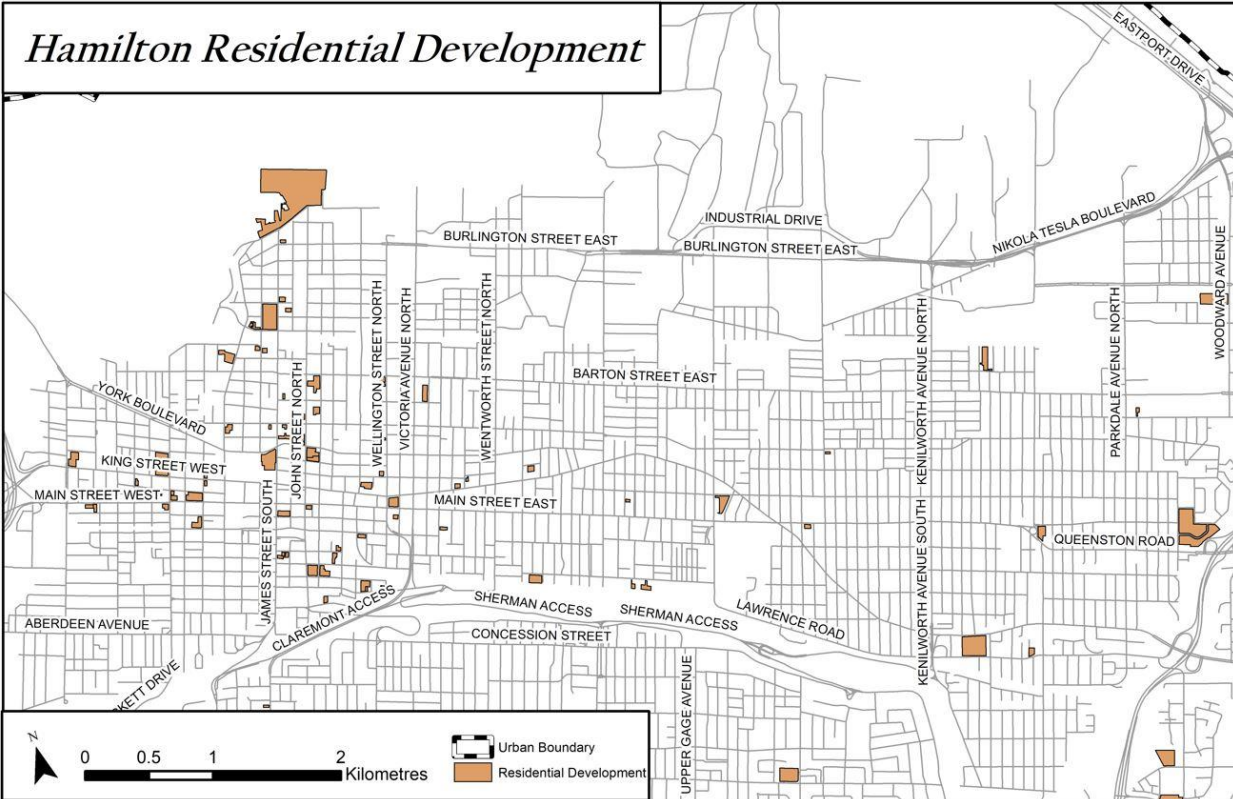 Hamilton Residential Development
EASTPORT DRIVE
INDUSTRIAL DRIVE
BURLINGTON STREET EAST
BURLINGTON STREET EAST
NIKOLA TESLA BOULEVARD
WOODWARD AVENUE
WELLINGTON STREET NORTH
VICTORIA AVENUE NORTH
WENTWORTH STREET NORTH
KENILWORTH AVENUE NORTH
PARKDALE AVENUE NORTH
BARTON STREET EAST
YORK BOULEVARD
JOHN STREET NORTH
KING STREET WEST
MAIN STREET WEST
MAIN STREET EAST
JAMES STREET SOUTH
QUEENSTON ROAD
KENILWORTH AVENUE SOUTH
CLAREMONT ACCESS
SHERMAN ACCESS
SHERMAN ACCESS
LAWRENCE ROAD
ABERDEEN AVENUE
CONCESSION STREET
KETT DRIVE
UPPER GAGE AVENUE
N
0 0.5 1 2
Kilometres
Urban Boundary
Residential Development